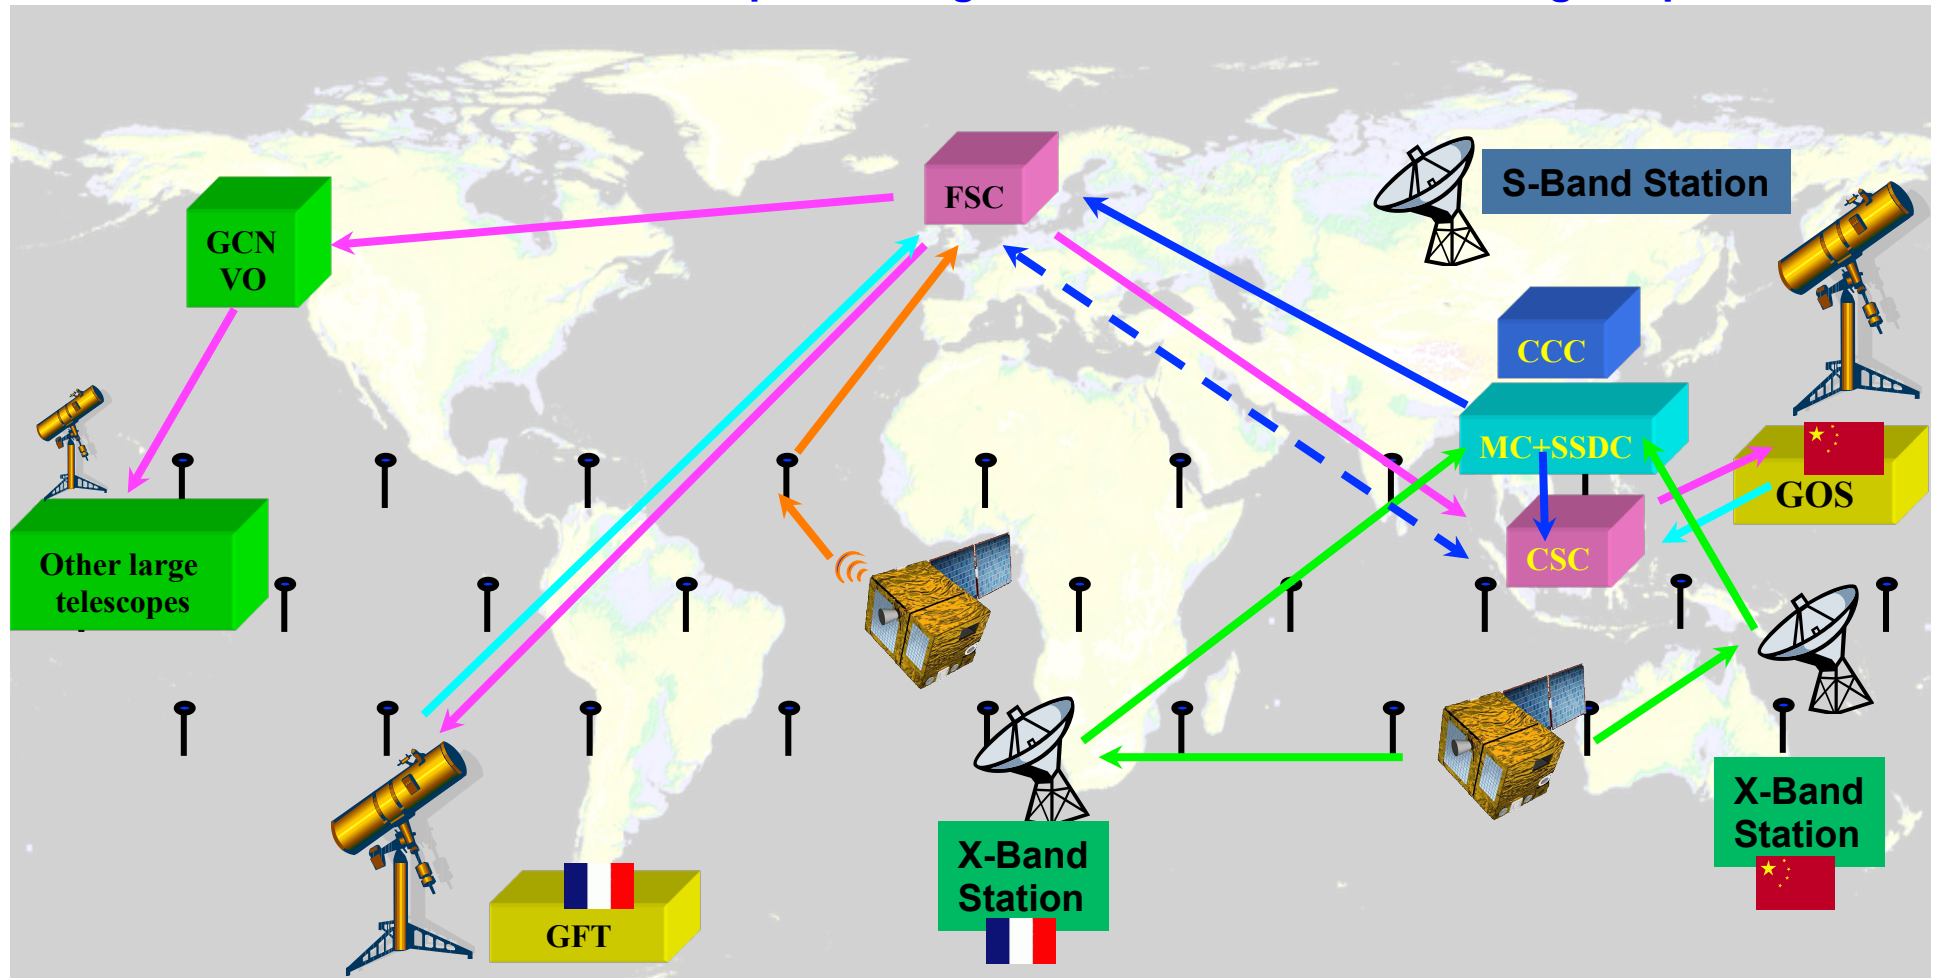 FSC
S-Band Station
GCN
VO
CCC
MC+SSDC
GOS
CSC
Other large
telescopes
X-Band
Station
X-Band
Station
GFT